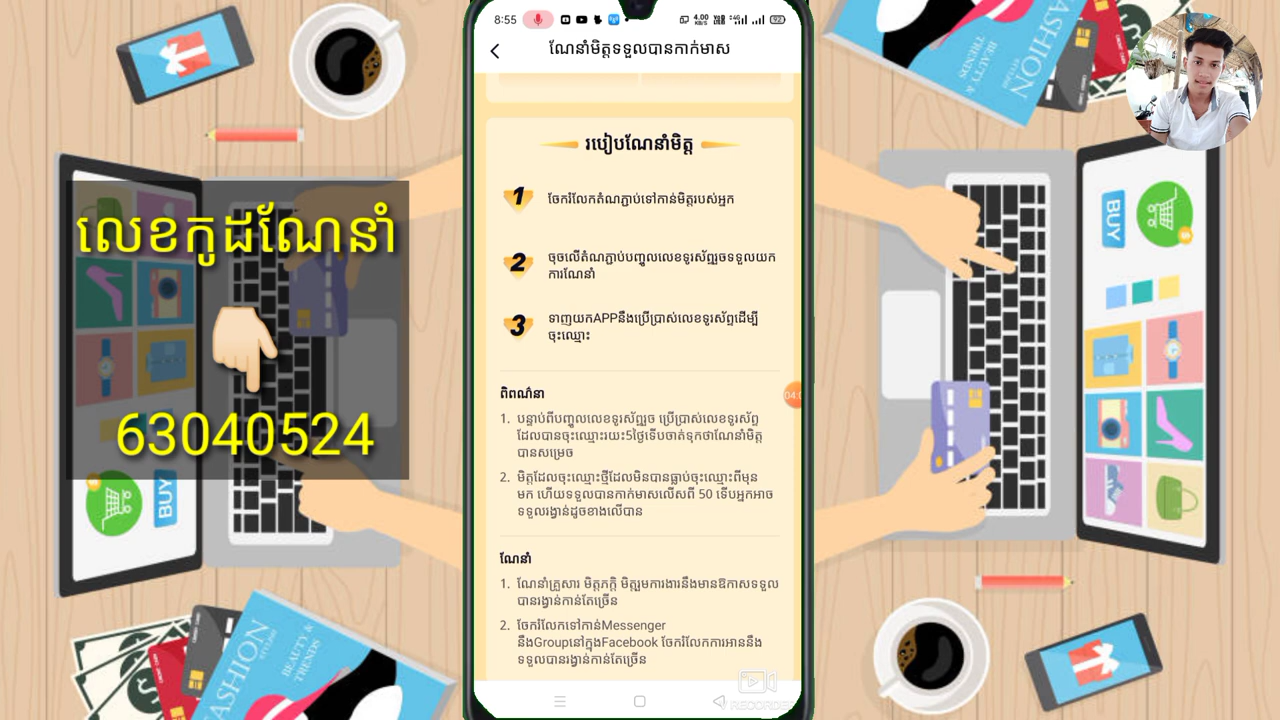 8:55
4.00
KB/S
4G
92
ណែនាំមិត្តទទួលបានកាក់មាស
របៀបណែនាំមិត្ត
1 ចែករំលែកតំណភ្ជាប់ទៅកាន់មិត្តរបស់អ្នក
2 ចុចលើតំណភ្ជាប់បញ្ចូលលេខទូរស័ព្ទរួចទទួលយក
ការណែនាំ
3 ទាញយកAPPនឹងប្រើប្រាស់លេខទូរស័ព្ទដើម្បី
ចុះឈ្មោះ
ពិពណ៌នា
1. បន្ទាប់ពីបញ្ចូលលេខទូរស័ព្ទរួច ប្រើប្រាស់លេខទូរស័ព្ទ
ដែលបានចុះឈ្មោះរយះ5ថ្ងៃទើបចាត់ទុកថាណែនាំមិត្ត
បានសម្រេច
2. មិត្តដែលចុះឈ្មោះថ្មីដែលមិនបានធ្លាប់ចុះឈ្មោះពីមុន
មក ហើយទទួលបានកាក់មាសលើសពី 50 ទើបអ្នកអាច
ទទួលរង្វាន់ដូចខាងលើបាន
ណែនាំ
1. ណែនាំគ្រួសារ មិត្តភក្តិ មិត្តរួមការងារនឹងមានឱកាសទទួល
បានរង្វាន់កាន់តែច្រើន
2. ចែករំលែកទៅកាន់Messenger
នឹងGroupនៅក្នុងFacebook ចែករំលែកការអាននឹង
ទទួលបានរង្វាន់កាន់តែច្រើន
លេខកូដណែនាំ
63040524
BUY
BUY
FASHION
BEAUTY &
TRENDS
FASHION
BEAUTY &
TRENDS
CREDIT CARD
RECORDER